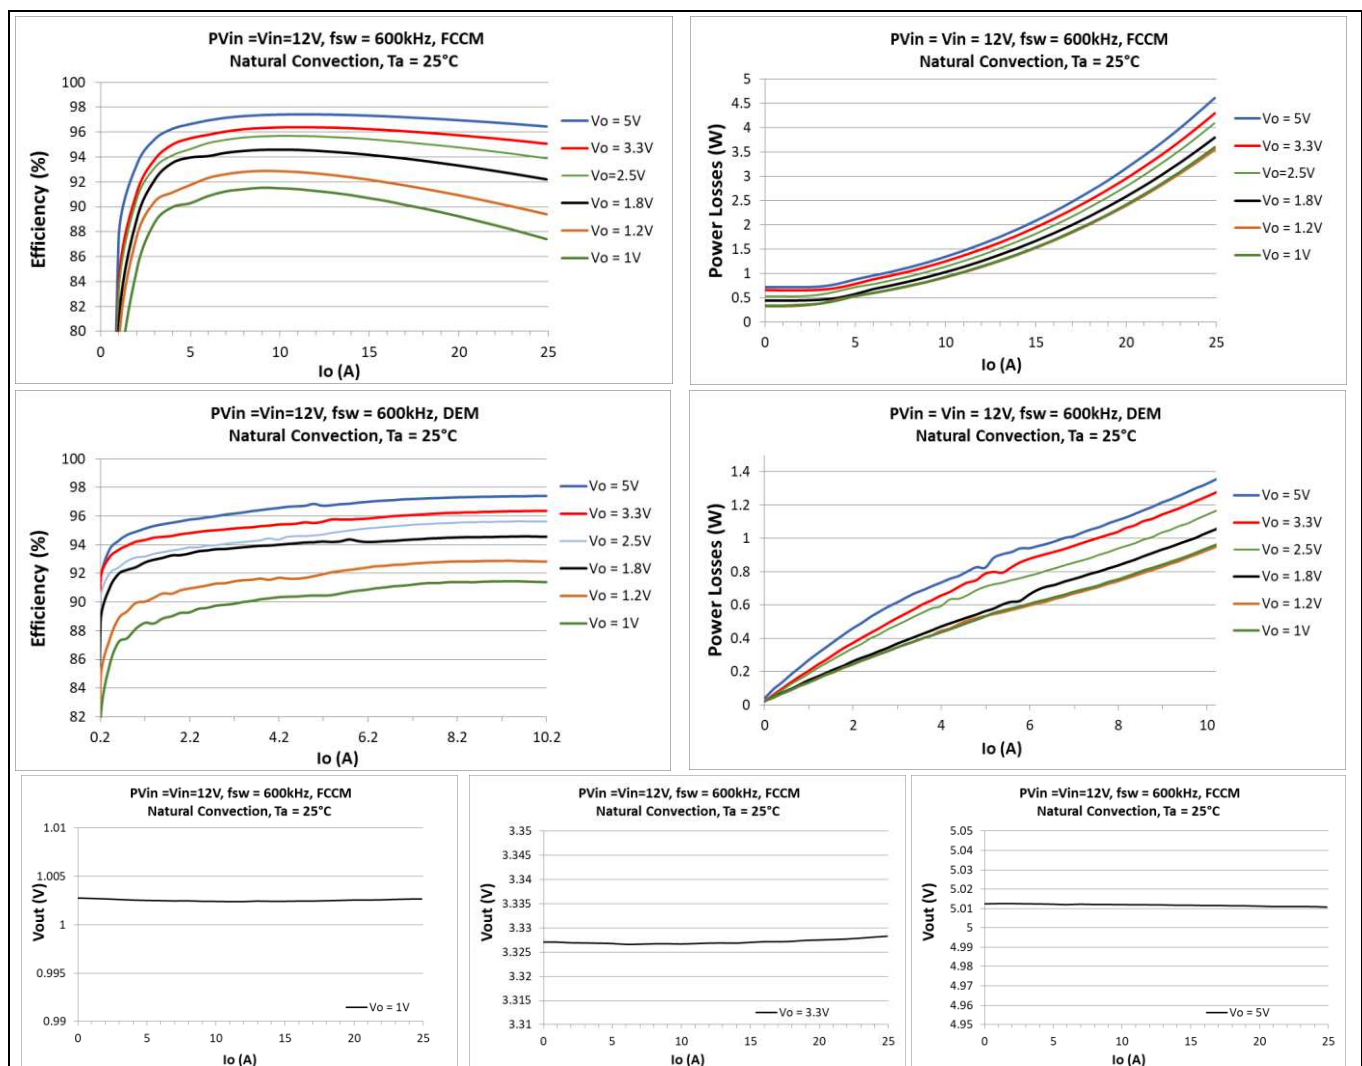 PVin =Vin=12V, fsw = 600kHz, FCCM
Natural Convection, Ta = 25°C
Efficiency (%)
100
98
96
94
92
90
88
86
84
82
80
0 5 10 15 20 25
Io (A)
Vo = 5V
Vo = 3.3V
Vo=2.5V
Vo = 1.8V
Vo = 1.2V
Vo = 1V
PVin = Vin = 12V, fsw = 600kHz, FCCM
Natural Convection, Ta = 25°C
Power Losses (W)
5
4.5
4
3.5
3
2.5
2
1.5
1
0.5
0
0 5 10 15 20 25
Io (A)
Vo = 5V
Vo = 3.3V
Vo=2.5V
Vo = 1.8V
Vo = 1.2V
Vo = 1V
PVin =Vin=12V, fsw = 600kHz, DEM
Natural Convection, Ta = 25°C
Efficiency (%)
100
98
96
94
92
90
88
86
84
82
0.2 2.2 4.2 6.2 8.2 10.2
Io (A)
Vo = 5V
Vo = 3.3V
Vo = 2.5V
Vo = 1.8V
Vo = 1.2V
Vo = 1V
PVin = Vin = 12V, fsw = 600kHz, DEM
Natural Convection, Ta = 25°C
Power Losses (W)
1.4
1.2
1
0.8
0.6
0.4
0.2
0
0 2 4 6 8 10
Io (A)
Vo = 5V
Vo = 3.3V
Vo = 2.5V
Vo = 1.8V
Vo = 1.2V
Vo = 1V
PVin =Vin=12V, fsw = 600kHz, FCCM
Natural Convection, Ta = 25°C
Vout (V)
1.01
1.005
1
0.995
0.99
0 5 10 15 20 25
Io (A)
Vo = 1V
PVin =Vin=12V, fsw = 600kHz, FCCM
Natural Convection, Ta = 25°C
Vout (V)
3.35
3.345
3.34
3.335
3.33
3.325
3.32
3.315
3.31
0 5 10 15 20 25
Io (A)
Vo = 3.3V
PVin =Vin=12V, fsw = 600kHz, FCCM
Natural Convection, Ta = 25°C
Vout (V)
5.05
5.04
5.03
5.02
5.01
5
4.99
4.98
4.97
4.96
4.95
0 5 10 15 20 25
Io (A)
Vo = 5V